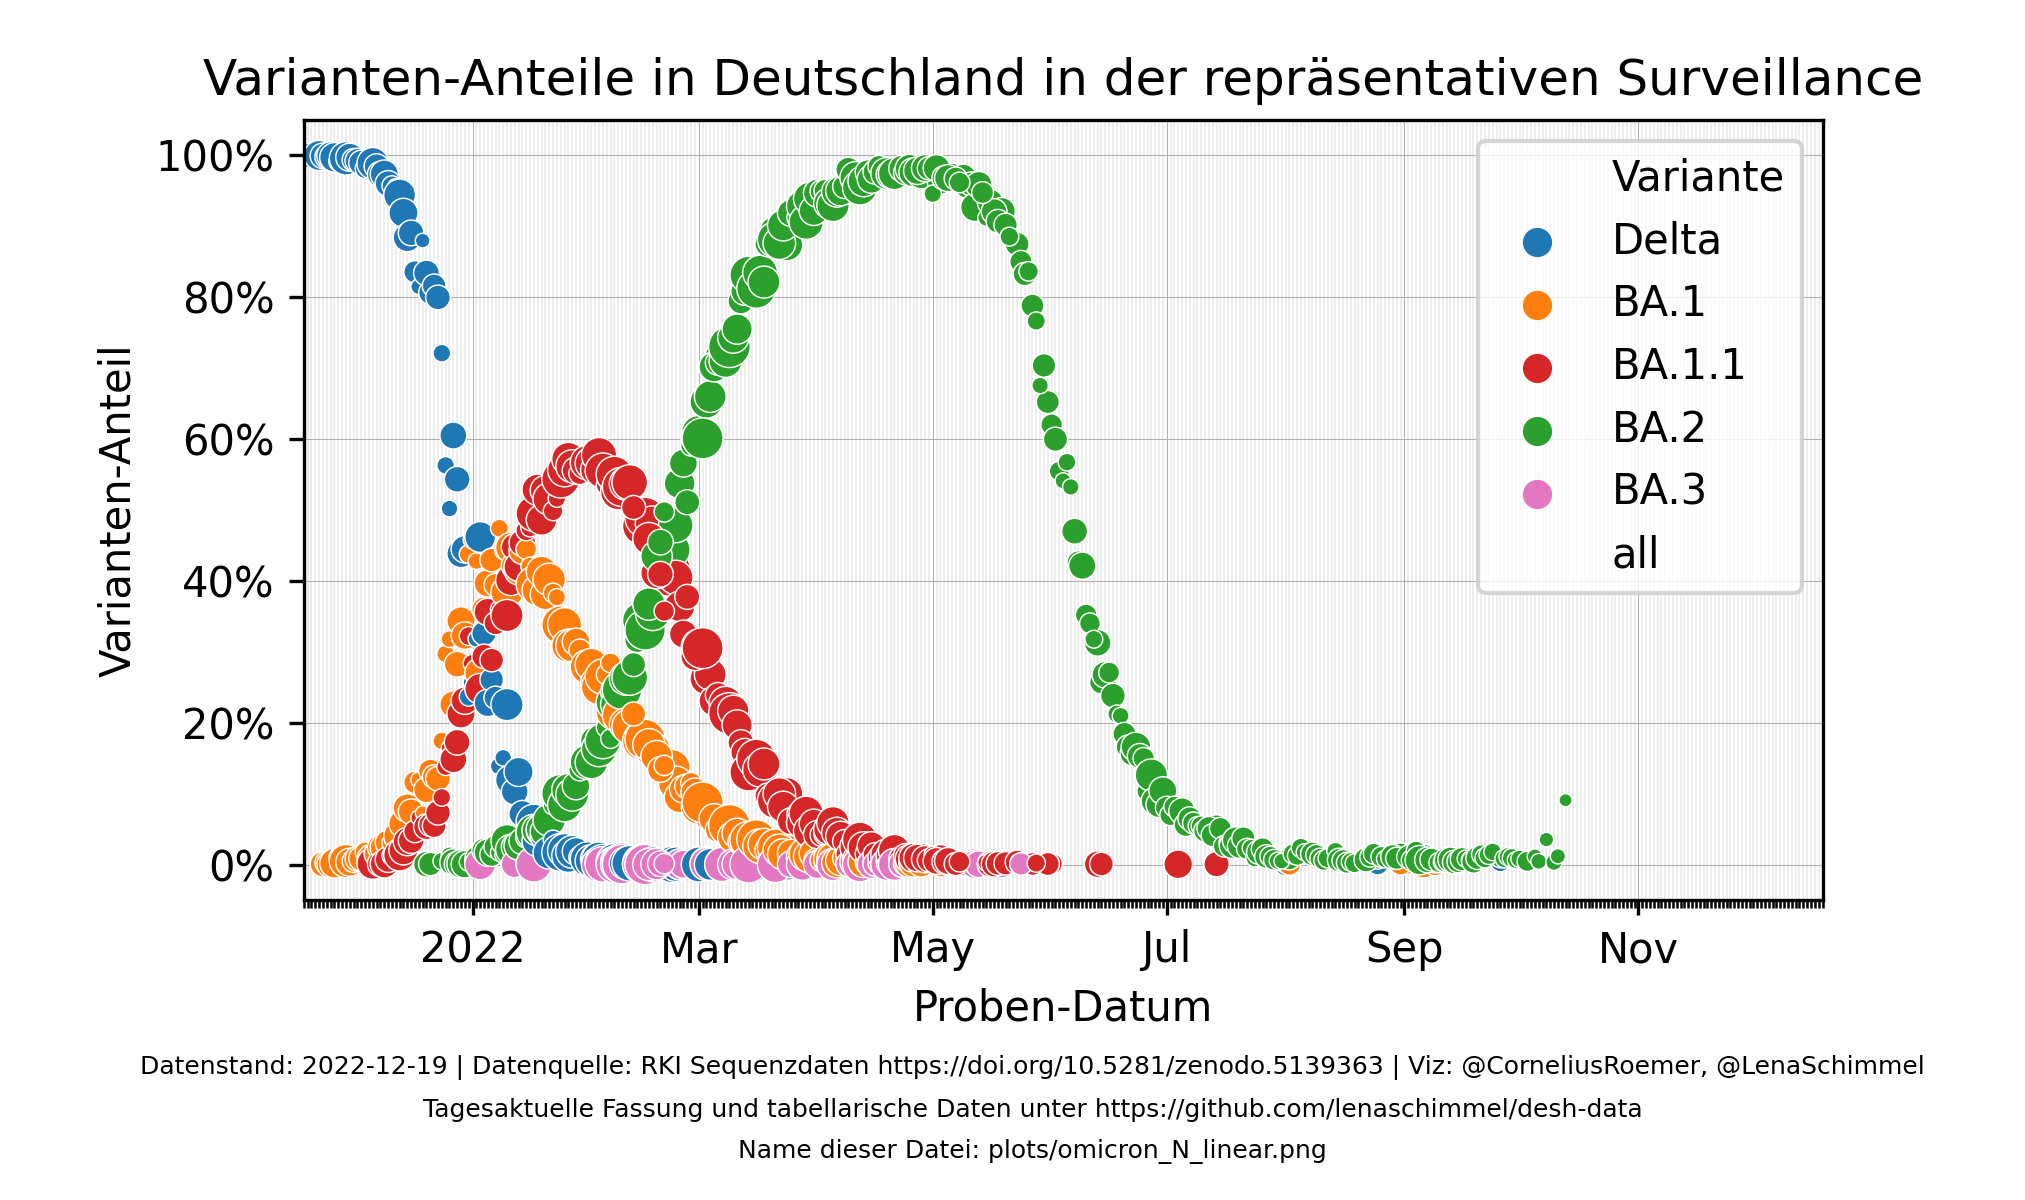 Varianten-Anteile in Deutschland in der repräsentativen Surveillance
Varianten-Anteil
100%
80%
60%
40%
20%
0%
Variante
Delta
BA.1
BA.1.1
BA.2
BA.3
all
2022
Mar
May
Jul
Sep
Nov
Proben-Datum
Datenstand: 2022-12-19 | Datenquelle: RKI Sequenzdaten https://doi.org/10.5281/zenodo.5139363 | Viz: @CorneliusRoemer, @LenaSchimmel
Tagesaktuelle Fassung und tabellarische Daten unter https://github.com/lenaschimmel/desh-data
Name dieser Datei: plots/omicron_N_linear.png